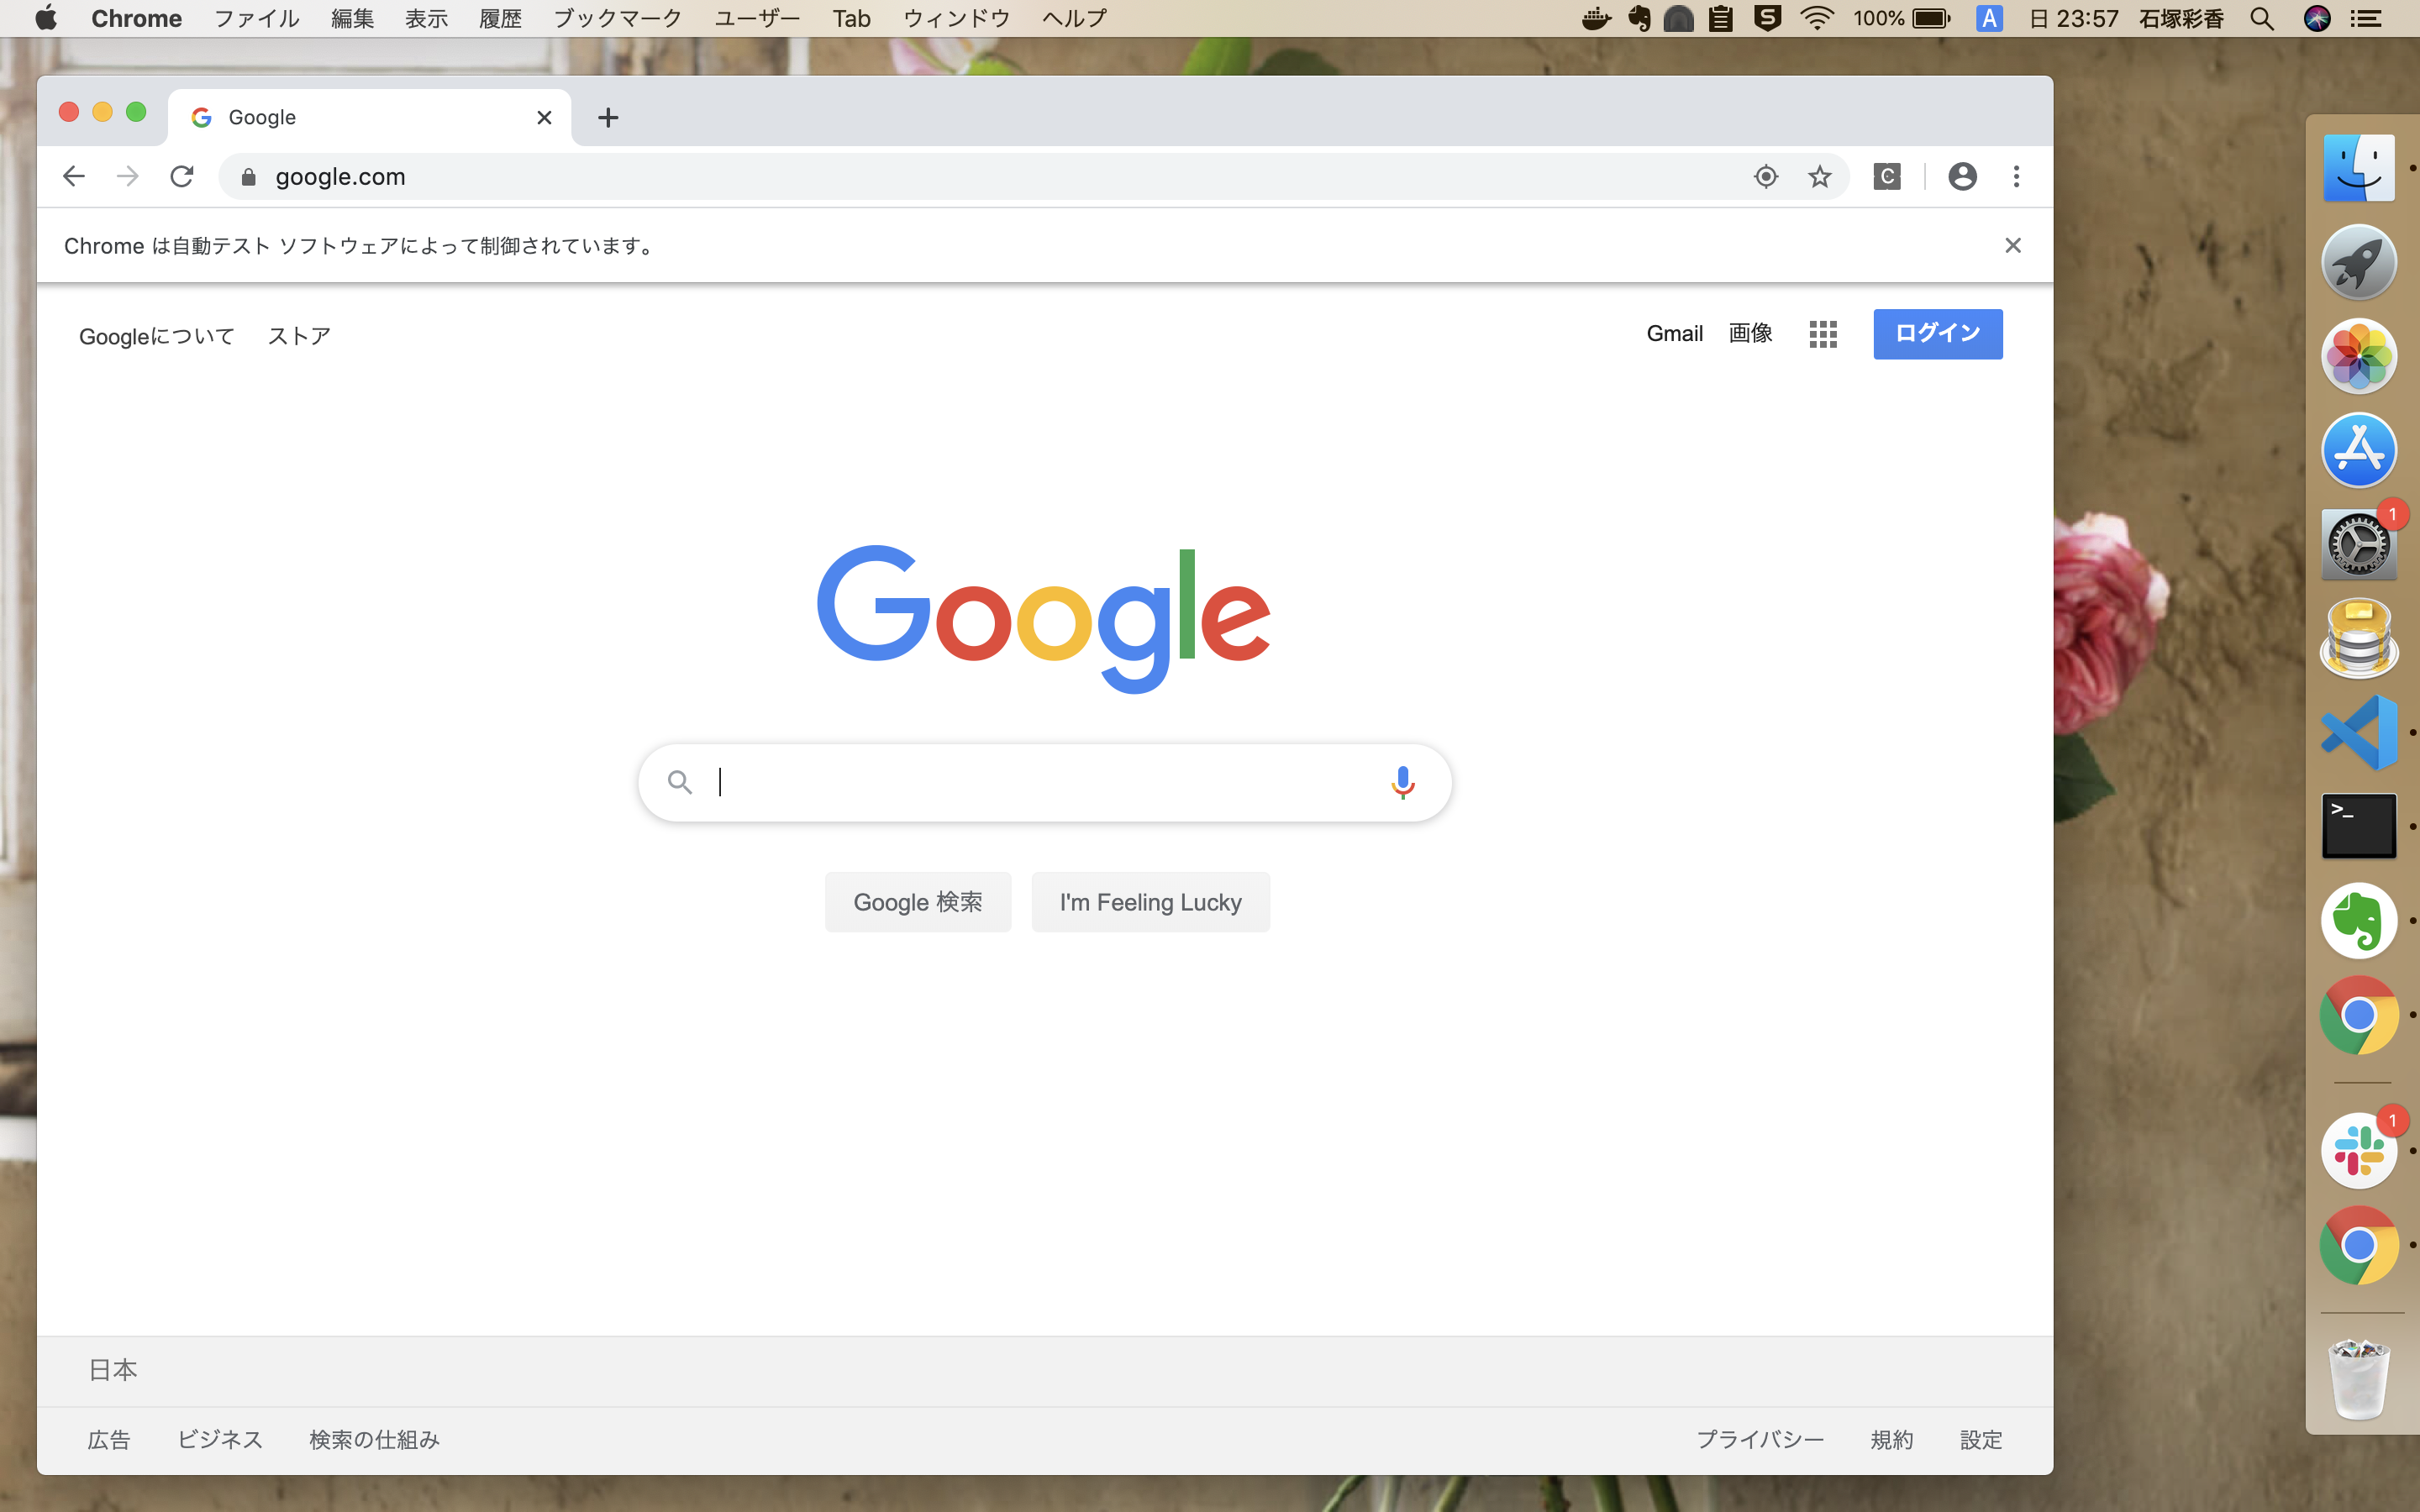 Chrome ファイル 編集 表示 履歴 ブックマーク ユーザー Tab ウィンドウ ヘルプ 100% A 日 23:57 石塚彩香
Google
google.com
C
Chrome は自動テスト ソフトウェアによって制御されています。
Googleについて ストア Gmail 画像 ログイン
Google
Google 検索 I'm Feeling Lucky
日本
広告 ビジネス 検索の仕組み プライバシー 規約 設定
1
>_
1